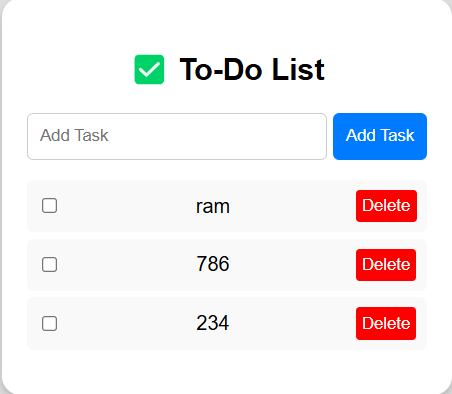 ✅ To-Do List
Add Task Add Task
ram Delete
786 Delete
234 Delete